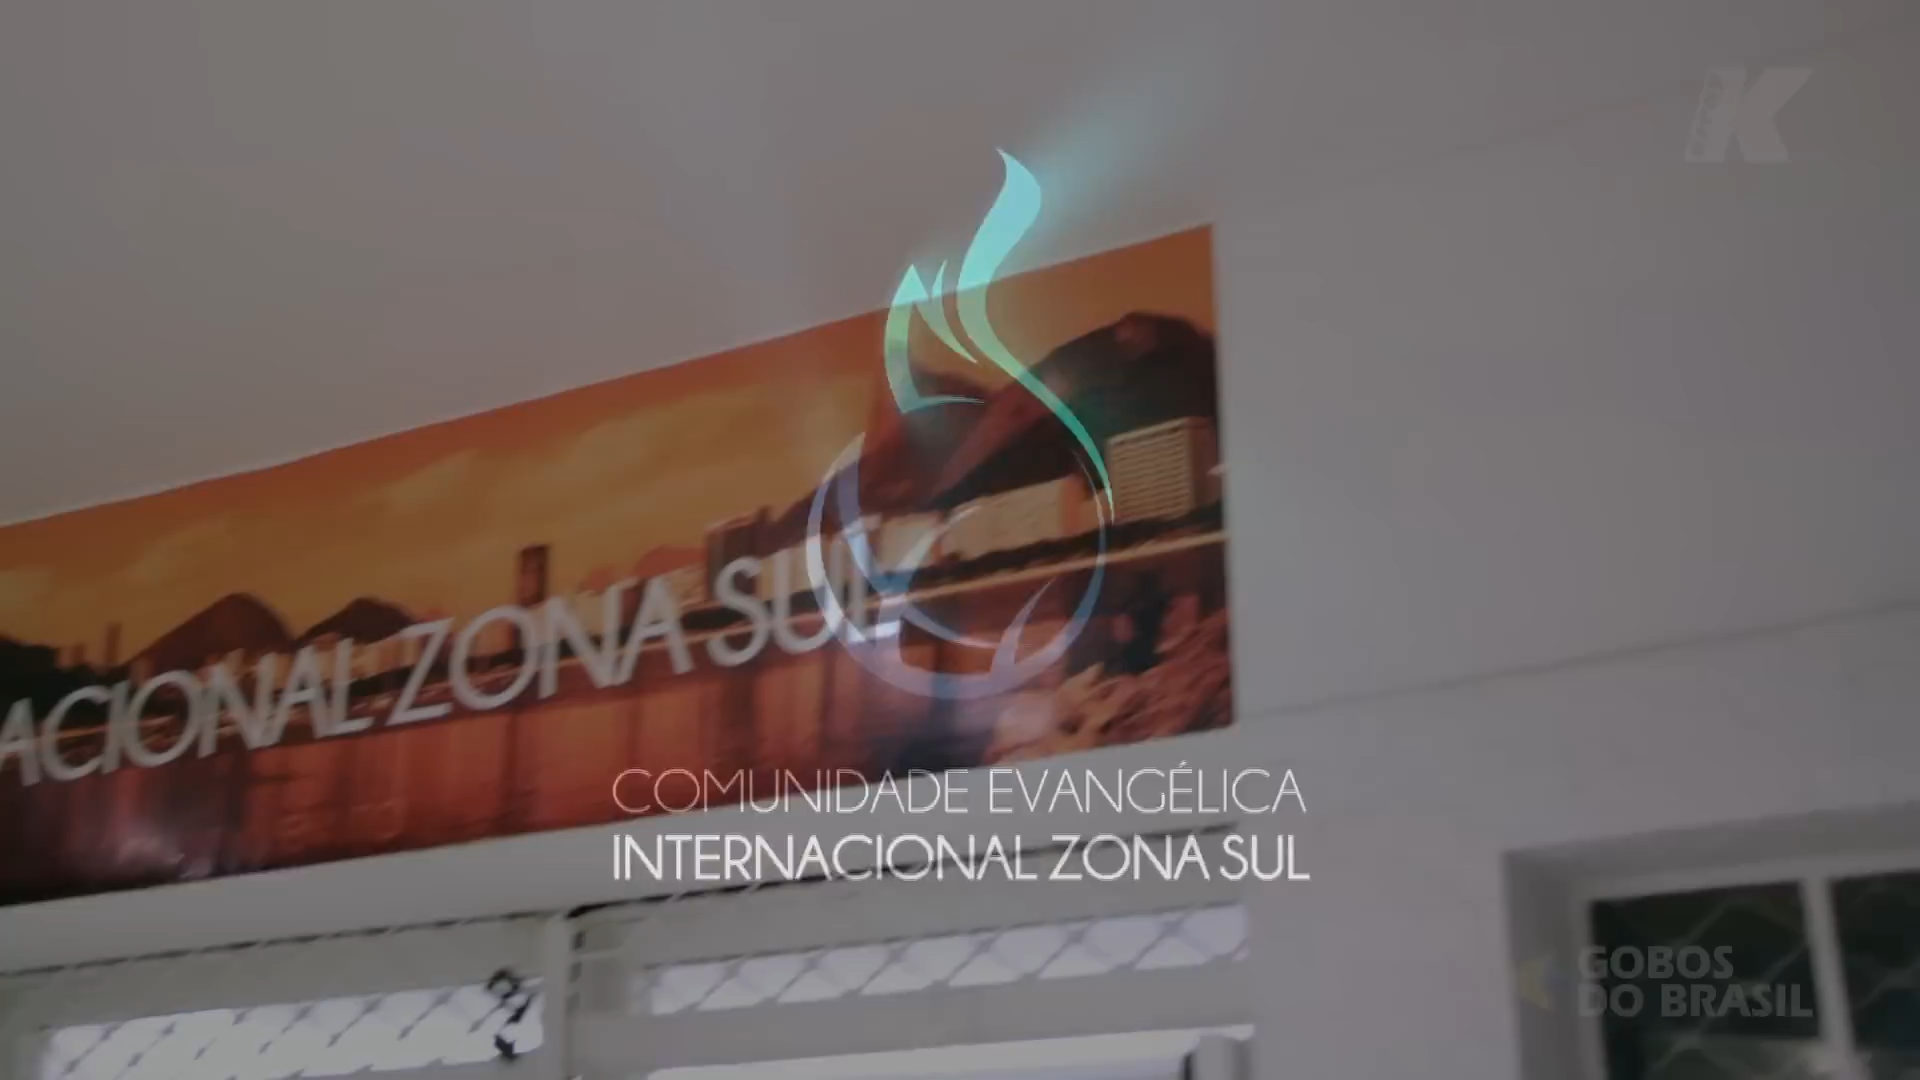 K
ACIONAL ZONA SUL
COMUNIDADE EVANGÉLICA
INTERNACIONAL ZONA SUL
GOBOS
DO BRASIL